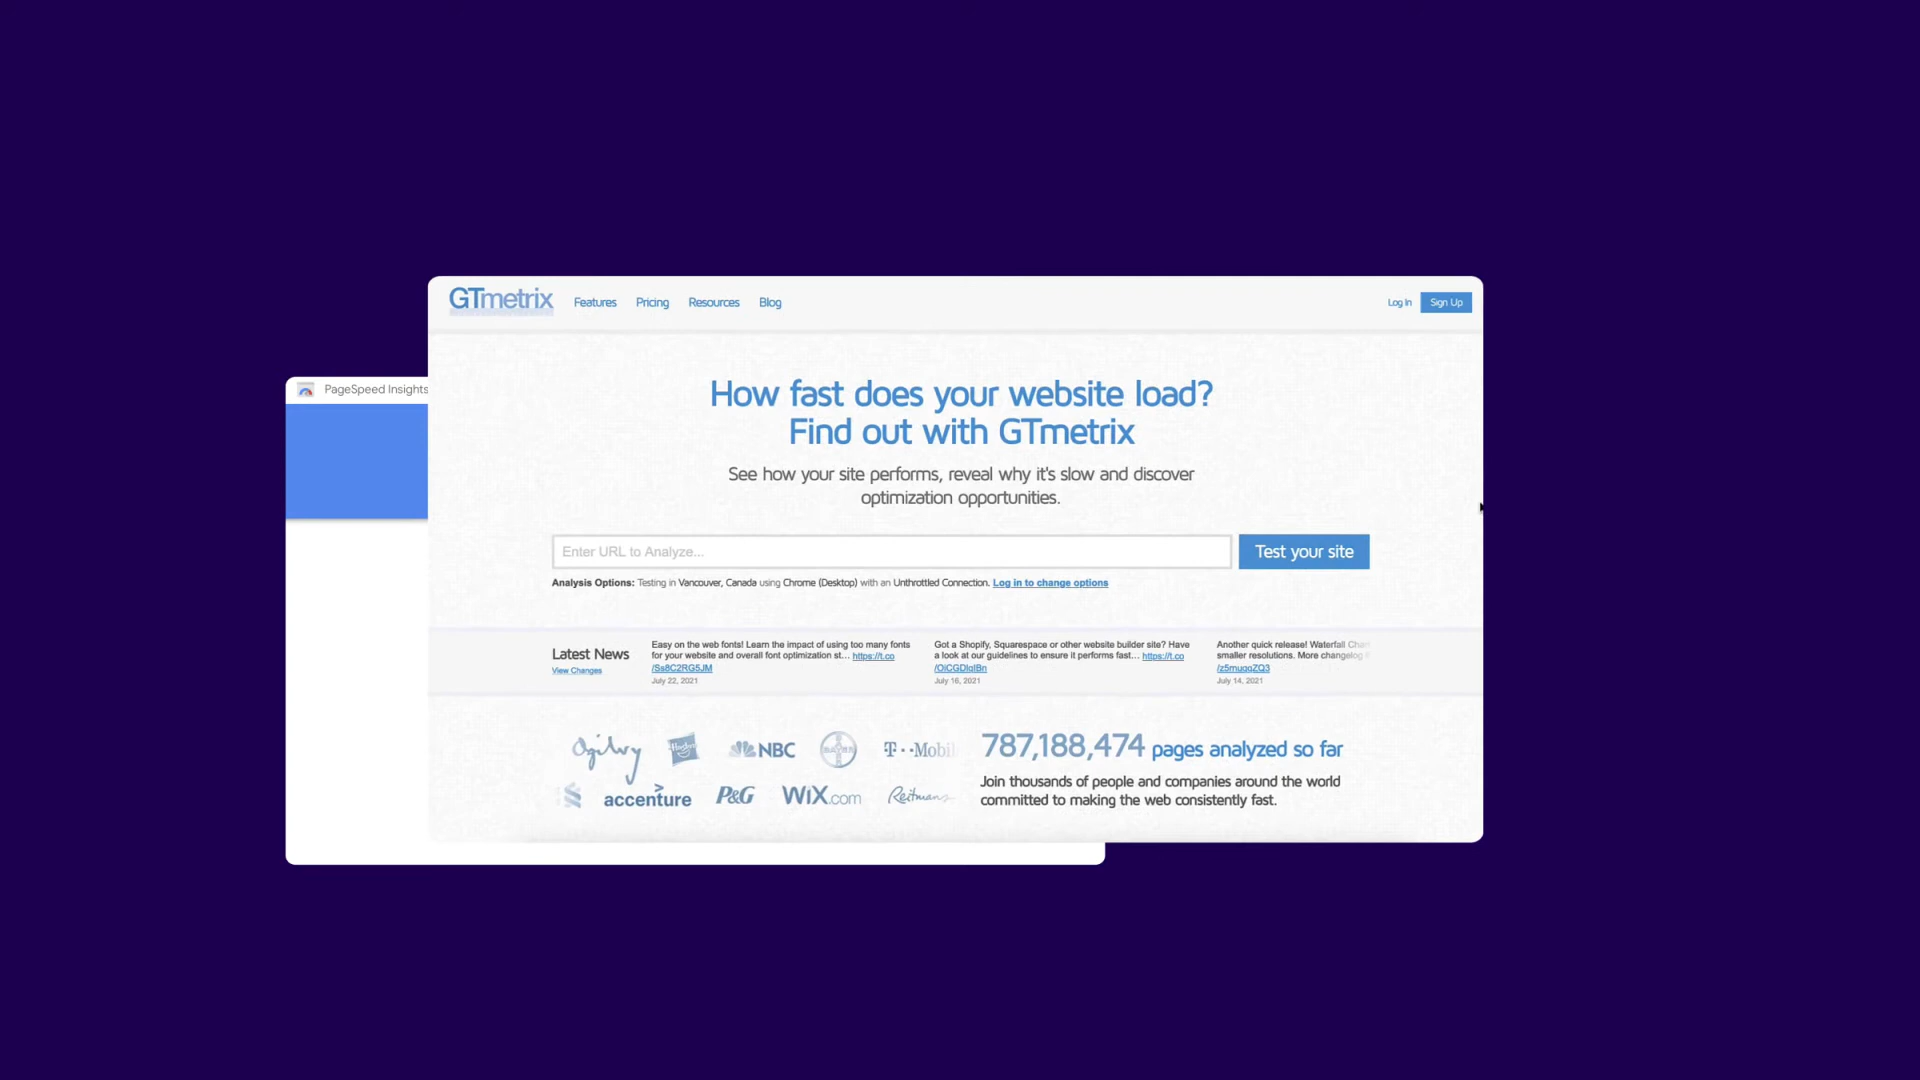 GTmetrix Features Pricing Resources Blog Log In Sign Up
PageSpeed Insights
How fast does your website load?
Find out with GTmetrix
See how your site performs, reveal why it's slow and discover
optimization opportunities.
Enter URL to Analyze... Test your site
Analysis Options: Testing in Vancouver, Canada using Chrome (Desktop) with an Unthrottled Connection. Log in to change options
Latest News
View Changes
Easy on the web fonts! Learn the impact of using too many fonts
for your website and overall font optimization st... https://t.co
/Ss8C2RG5JM
July 22, 2021
Got a Shopify, Squarespace or other website builder site? Have
a look at our guidelines to ensure it performs fast... https://t.co
/OiCGDIqIBn
July 16, 2021
Another quick release! Waterfall Char
smaller resolutions. More changelog
/z5muqqZQ3
July 14, 2021
Ogilvy Hasbro NBC BAYER T··Mobil
accenture P&G WiX.com Reitmans
787,188,474 pages analyzed so far
Join thousands of people and companies around the world
committed to making the web consistently fast.